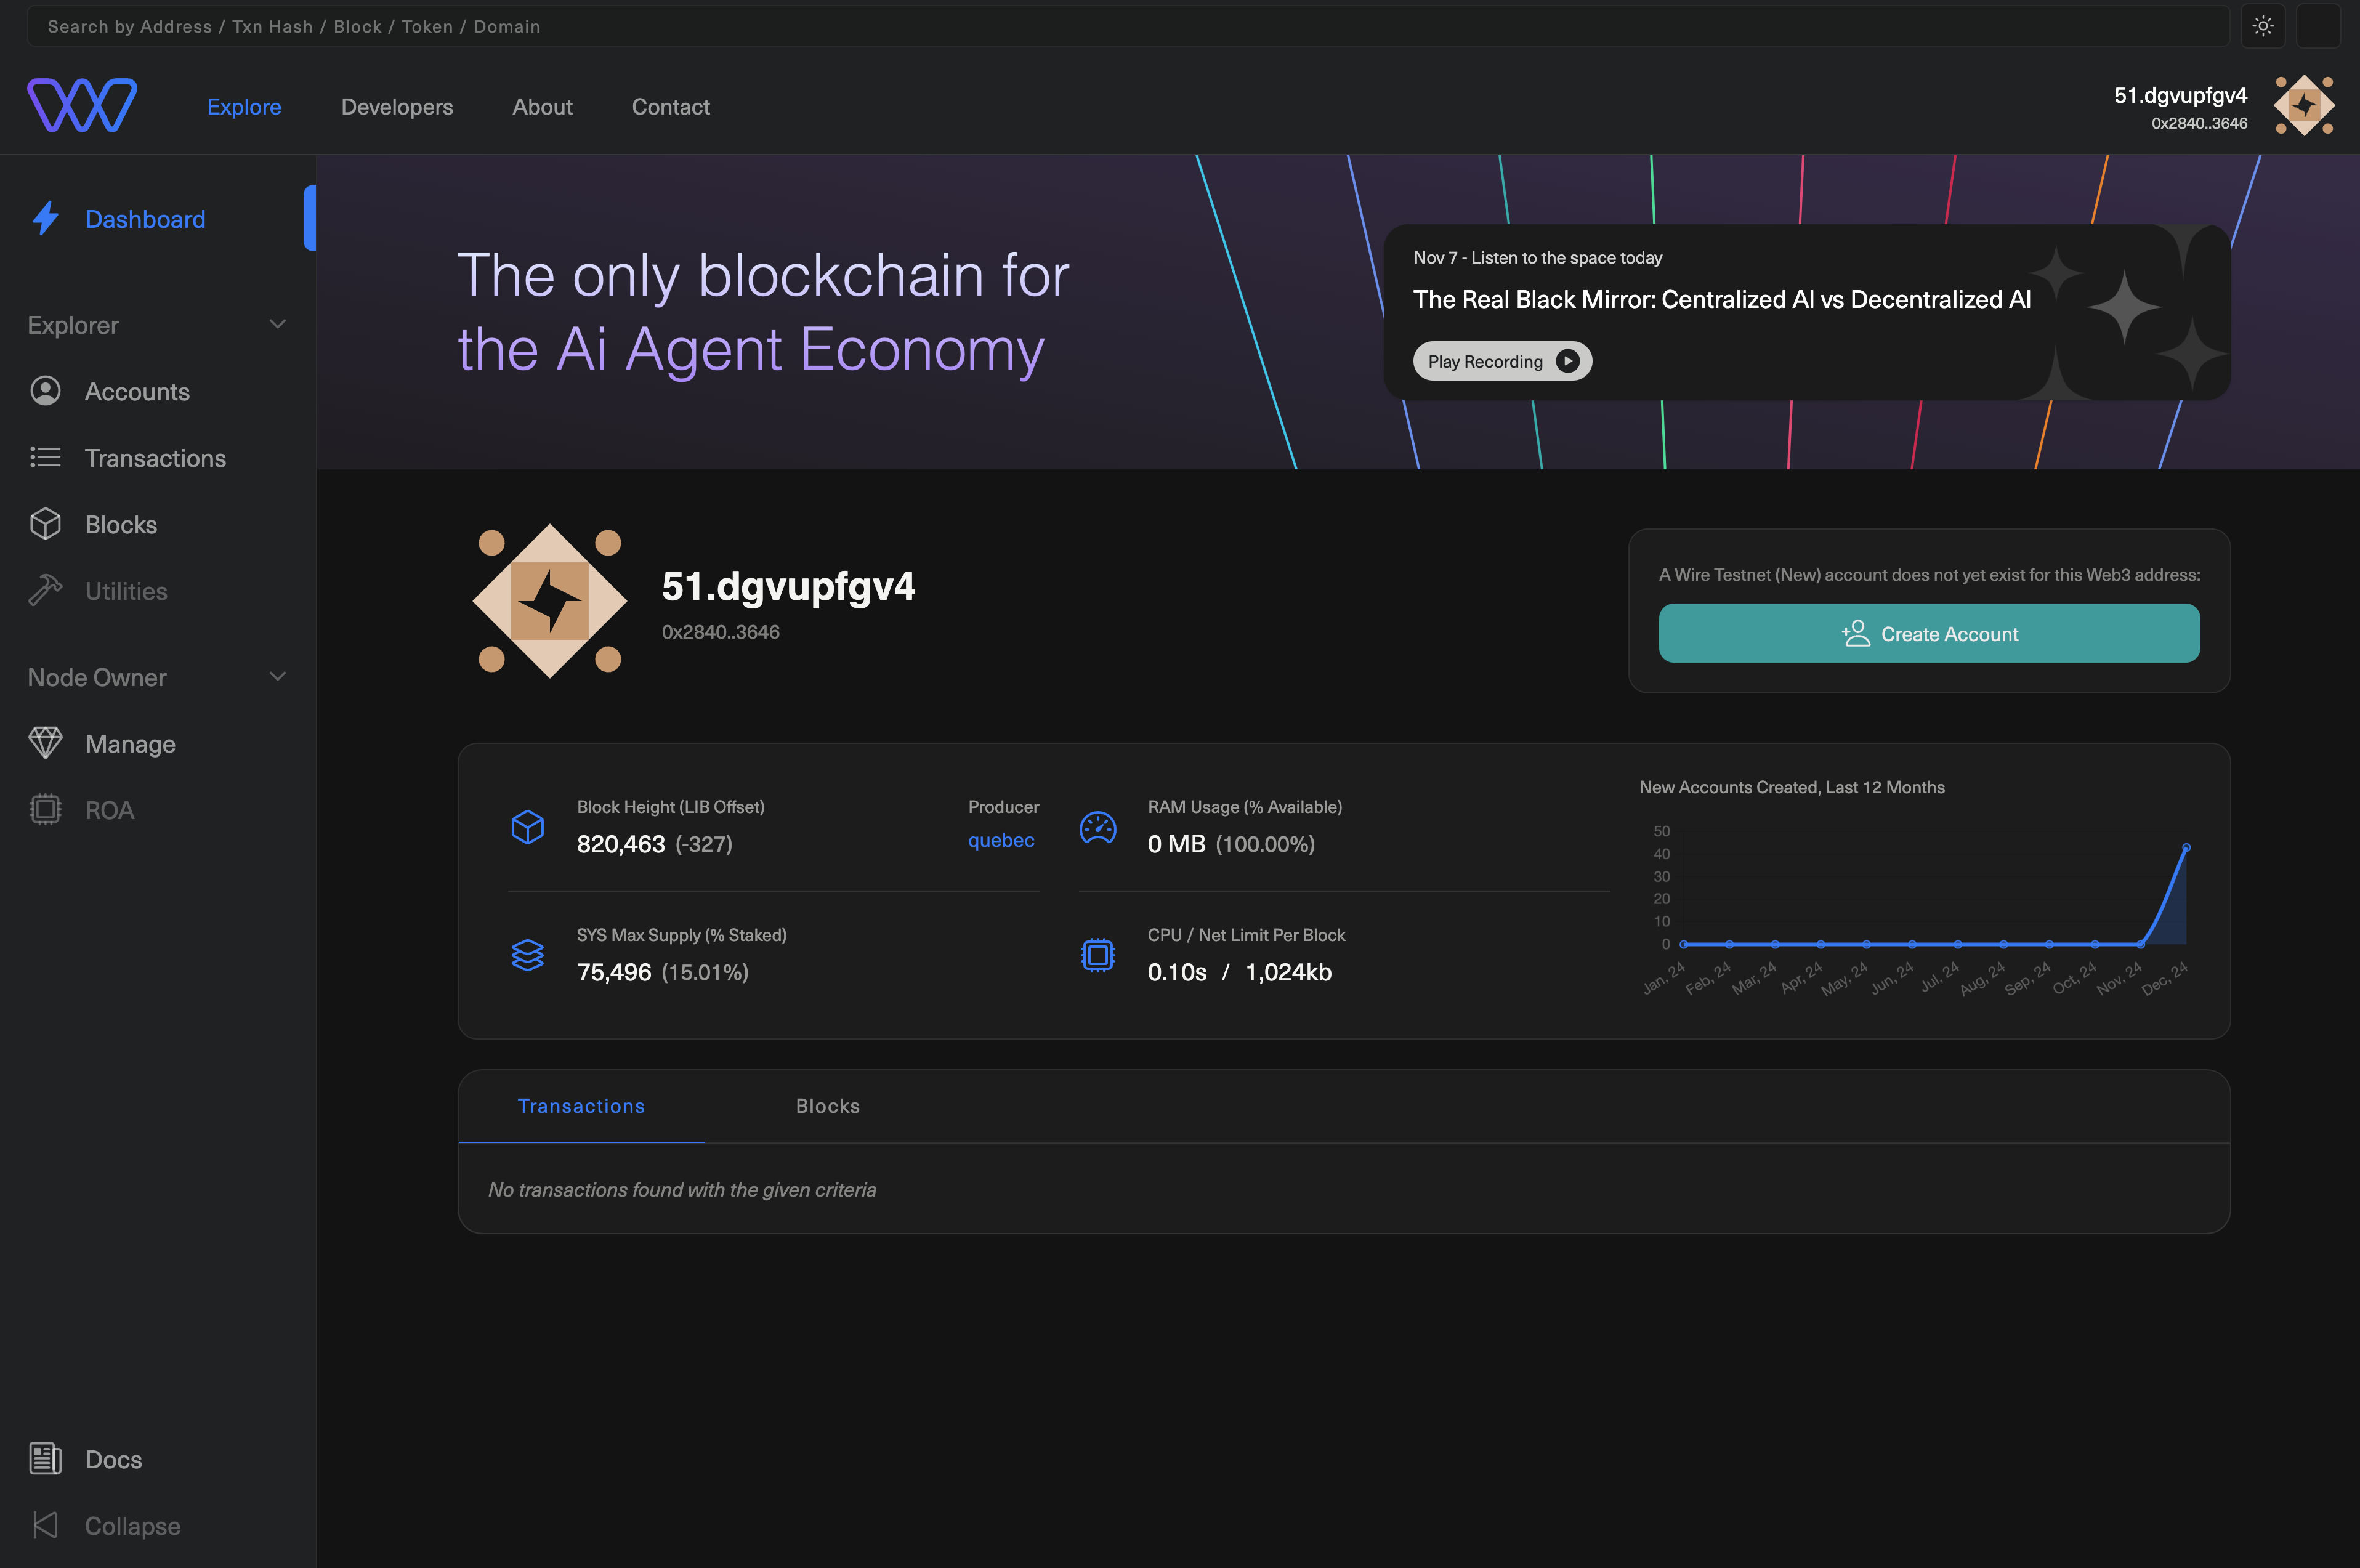 Search by Address / Txn Hash / Block / Token / Domain
Explore
Developers
About
Contact
51.dgvupfgv4
0x2840..3646
Dashboard
Explorer
Accounts
Transactions
Blocks
Utilities
Node Owner
Manage
ROA
Docs
Collapse
The only blockchain for
the Ai Agent Economy
Nov 7 - Listen to the space today
The Real Black Mirror: Centralized AI vs Decentralized AI
Play Recording
51.dgvupfgv4
0x2840..3646
A Wire Testnet (New) account does not yet exist for this Web3 address:
Create Account
Block Height (LIB Offset)
820,463 (-327)
Producer
quebec
RAM Usage (% Available)
0 MB (100.00%)
SYS Max Supply (% Staked)
75,496 (15.01%)
CPU / Net Limit Per Block
0.10s / 1,024kb
New Accounts Created, Last 12 Months
50
40
30
20
10
0
Jan, 24
Feb, 24
Mar, 24
Apr, 24
May, 24
Jun, 24
Jul, 24
Aug, 24
Sep, 24
Oct, 24
Nov, 24
Dec, 24
Transactions
Blocks
No transactions found with the given criteria